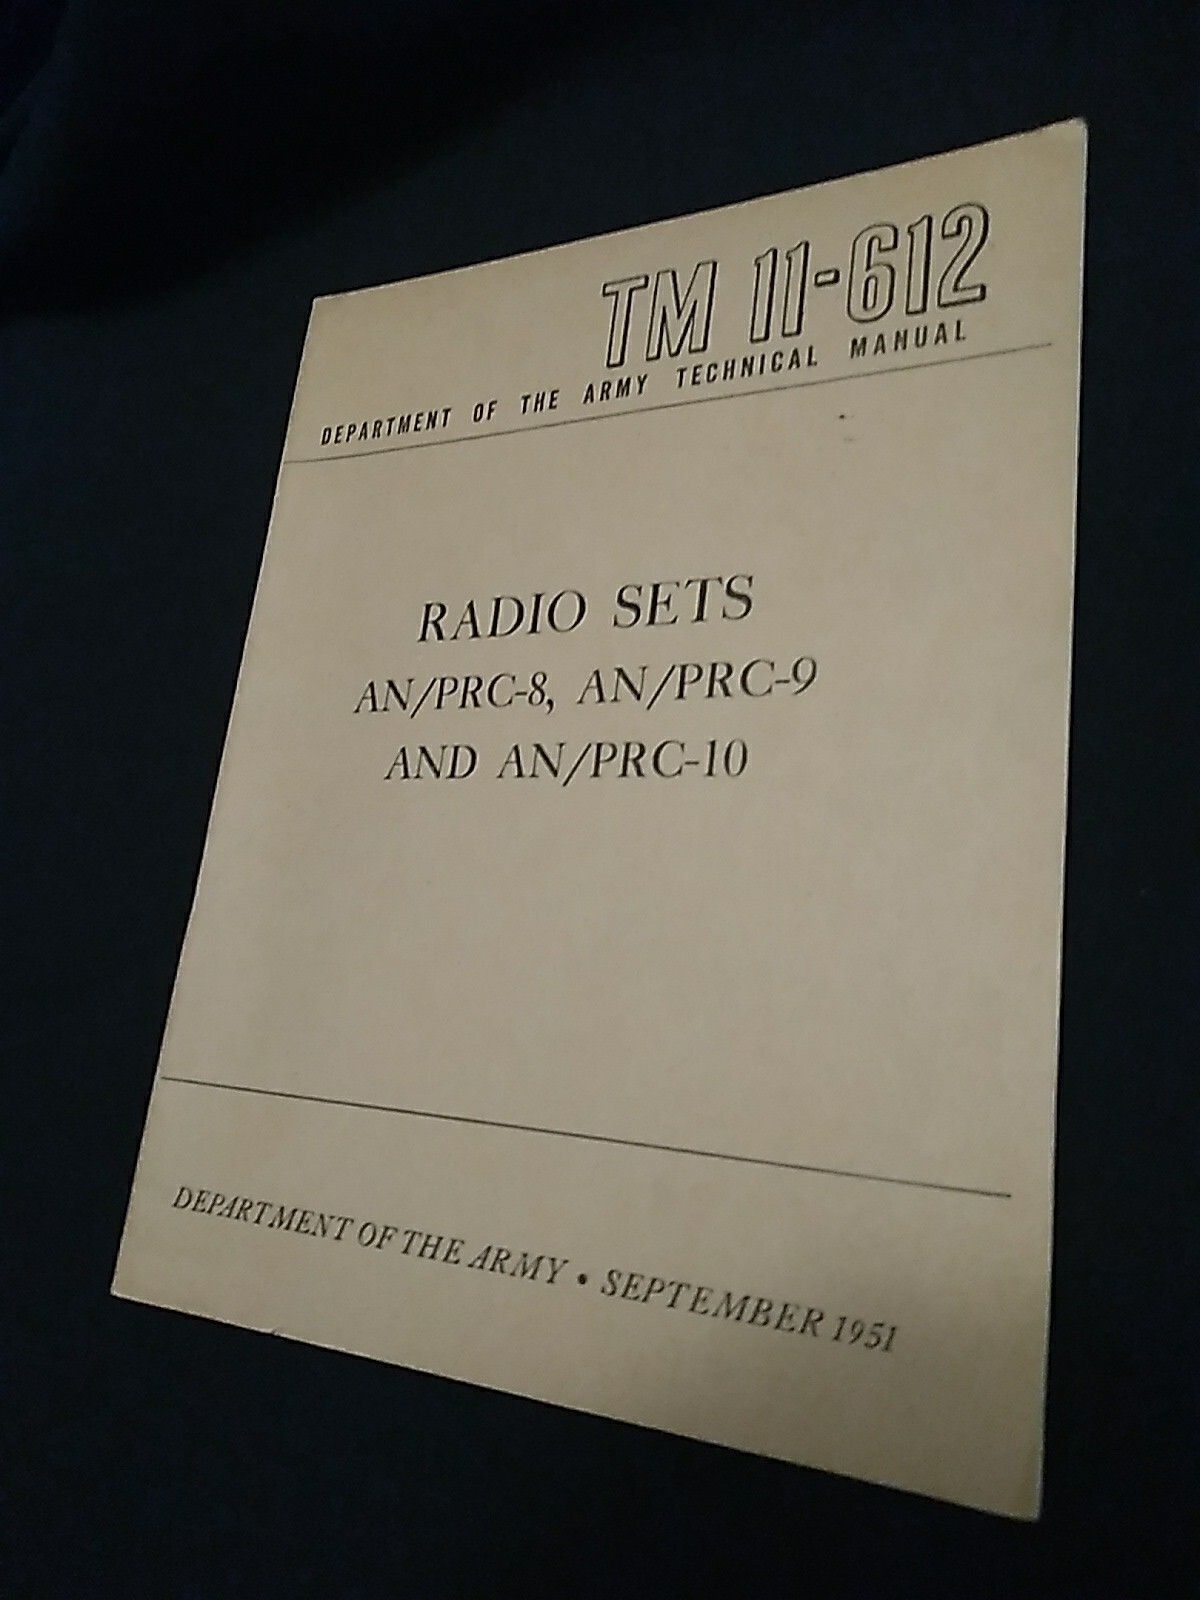 TM 11-612
DEPARTMENT OF THE ARMY TECHNICAL MANUAL
RADIO SETS
AN/PRC-8, AN/PRC-9
AND AN/PRC-10
DEPARTMENT OF THE ARMY • SEPTEMBER 1951